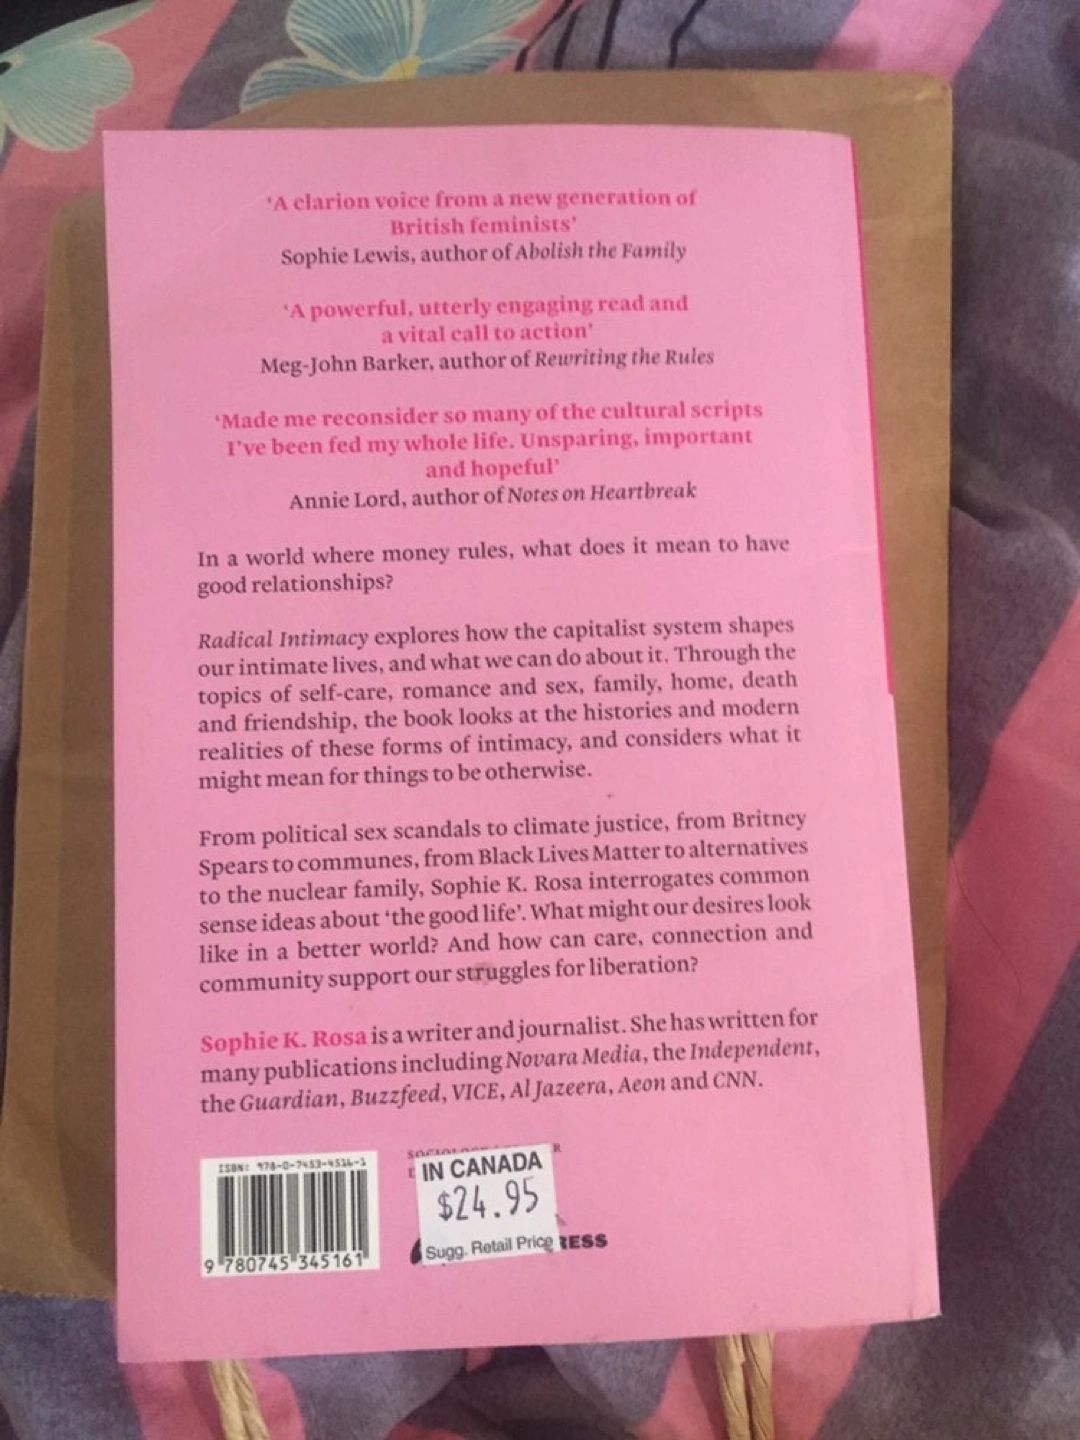 ‘A clarion voice from a new generation of
British feminists’
Sophie Lewis, author of Abolish the Family
‘A powerful, utterly engaging read and
a vital call to action’
Meg-John Barker, author of Rewriting the Rules
‘Made me reconsider so many of the cultural scripts
I’ve been fed my whole life. Unsparing, important
and hopeful’
Annie Lord, author of Notes on Heartbreak
In a world where money rules, what does it mean to have
good relationships?
Radical Intimacy explores how the capitalist system shapes
our intimate lives, and what we can do about it. Through the
topics of self-care, romance and sex, family, home, death
and friendship, the book looks at the histories and modern
realities of these forms of intimacy, and considers what it
might mean for things to be otherwise.
From political sex scandals to climate justice, from Britney
Spears to communes, from Black Lives Matter to alternatives
to the nuclear family, Sophie K. Rosa interrogates common
sense ideas about ‘the good life’. What might our desires look
like in a better world? And how can care, connection and
community support our struggles for liberation?
Sophie K. Rosa is a writer and journalist. She has written for
many publications including Novara Media, the Independent,
the Guardian, Buzzfeed, VICE, Al Jazeera, Aeon and CNN.
ISBN: 978-0-7453-4516-1
9 780745 345161
IN CANADA
$24.95
Sugg. Retail Price
RESS